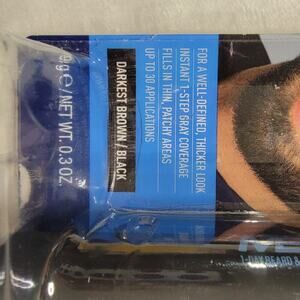 FOR A WELL-DEFINED, THICKER LOOK
INSTANT 1-STEP GRAY COVERAGE
FILLS IN THIN, PATCHY AREAS
UP TO 30 APPLICATIONS
DARKEST BROWN / BLACK
9g ℮ / NET WT. 0.3 OZ
1-DAY BEARD &